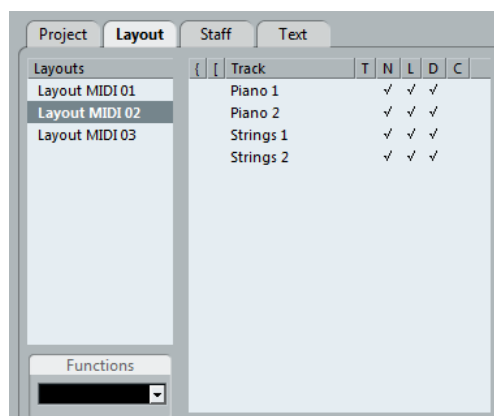 Project Layout Staff Text
Layouts { [ Track T N L D C
Layout MIDI 01 Piano 1 √ √ √
Layout MIDI 02 Piano 2 √ √ √
Layout MIDI 03 Strings 1 √ √ √
Strings 2 √ √ √
Functions